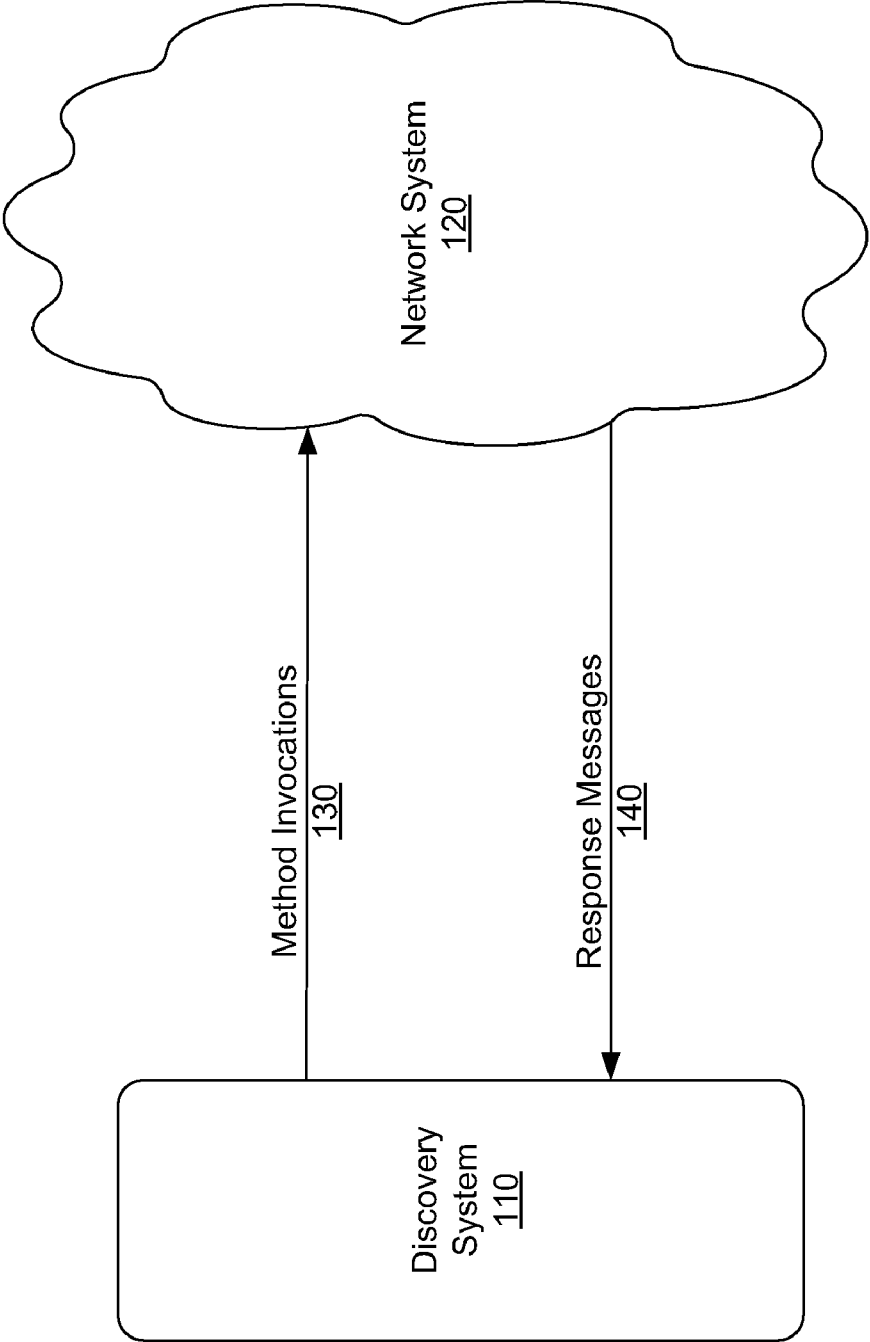 Discovery
System
110
Method Invocations
130
Response Messages
140
Network System
120